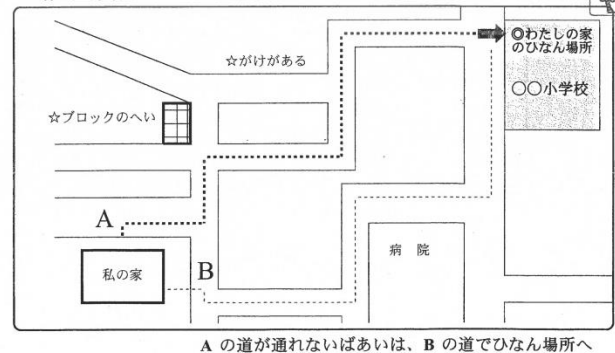 ◎わたしの家
のひなん場所
☆がけがある
〇〇小学校
☆ブロックのへい
A
病院
私の家
B
A の道が通れないばあいは、B の道でひなん場所へ